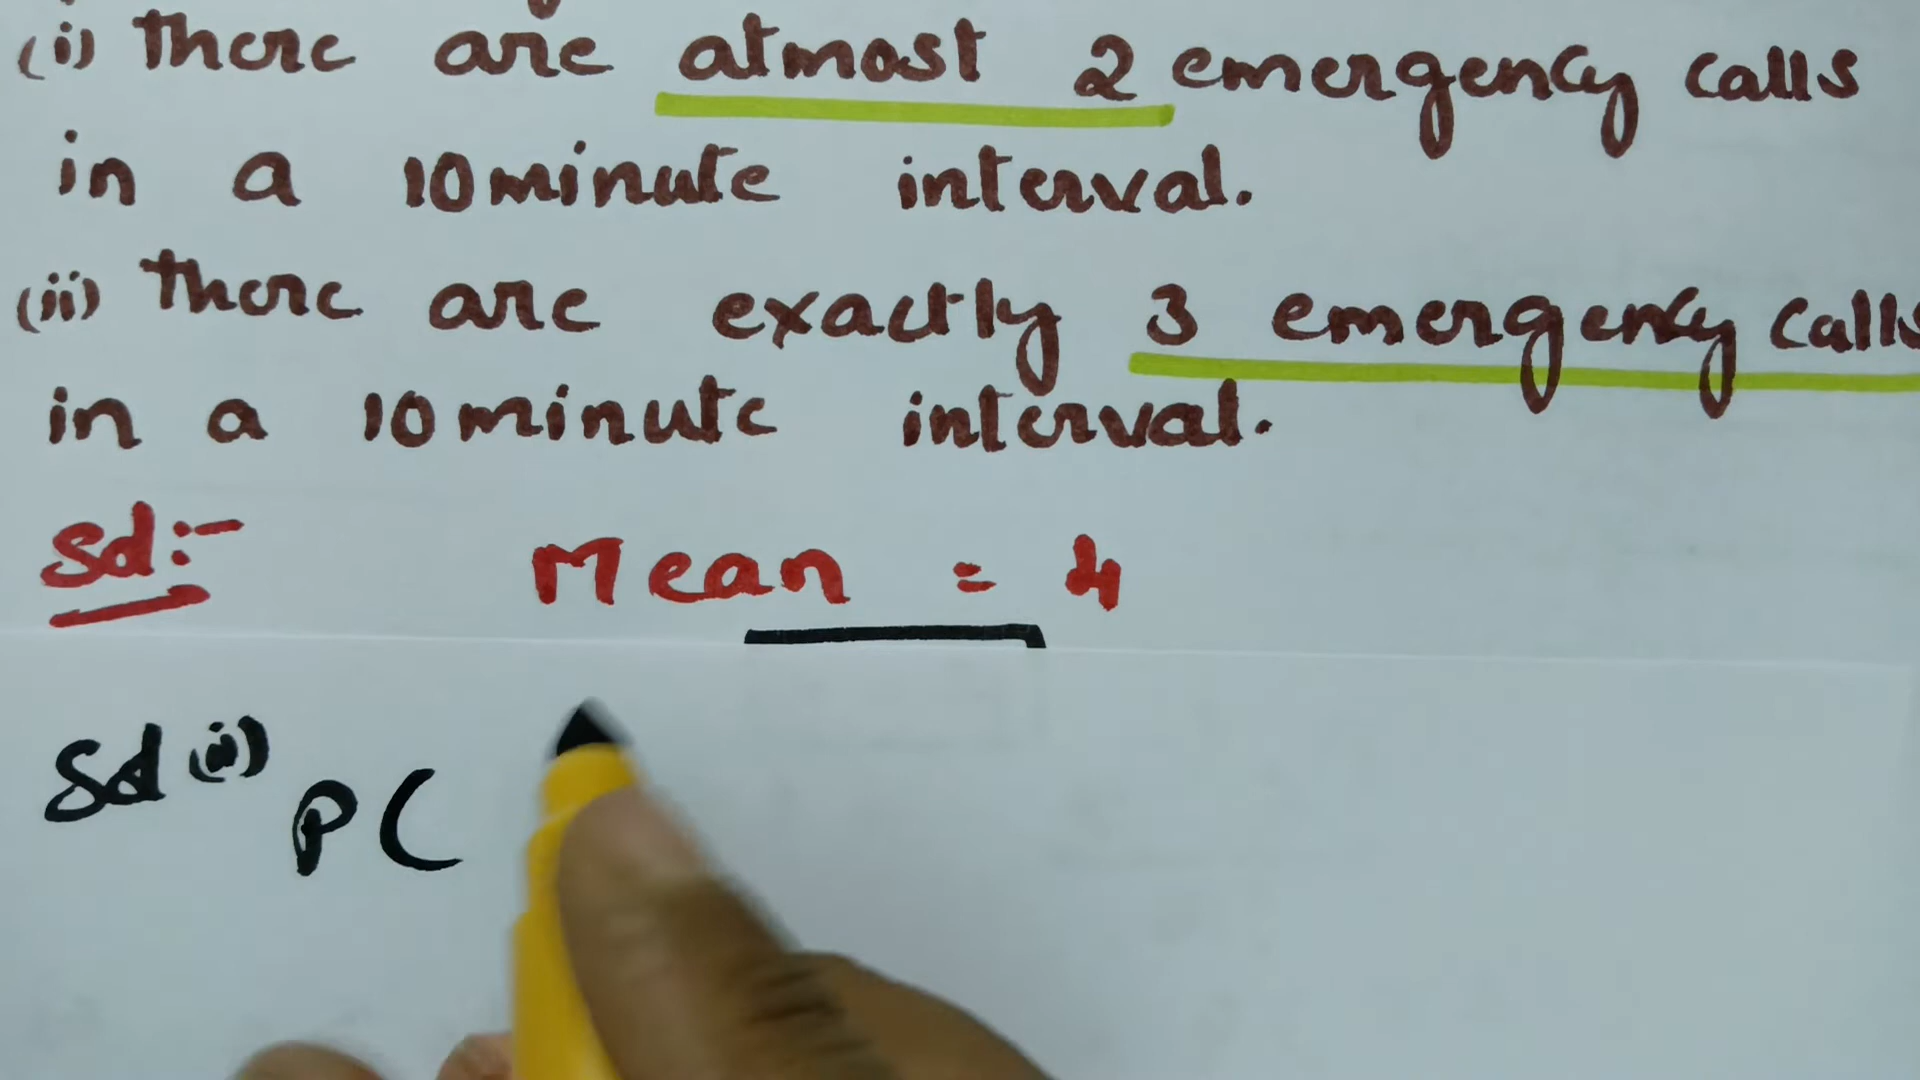 (i) There are atmost 2 emergency calls
in a 10 minute interval.
(ii) There are exactly 3 emergency calls
in a 10 minute interval.
Sol:- Mean = 4
Sol (ii) P(